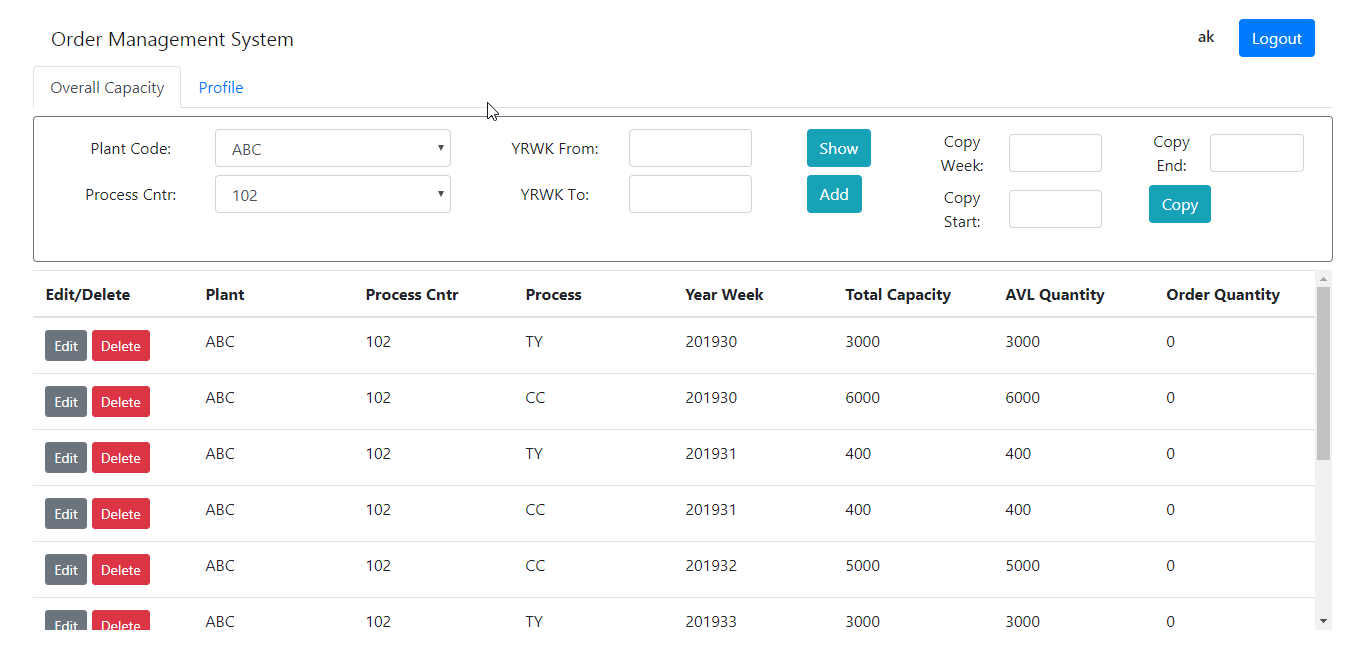 Order Management System
ak
Logout
Overall Capacity
Profile
Plant Code:
ABC
YRWK From:
Show
Copy
Week:
Copy
End:
Process Cntr:
102
YRWK To:
Add
Copy
Start:
Copy
Edit/Delete Plant Process Cntr Process Year Week Total Capacity AVL Quantity Order Quantity
Edit Delete ABC 102 TY 201930 3000 3000 0
Edit Delete ABC 102 CC 201930 6000 6000 0
Edit Delete ABC 102 TY 201931 400 400 0
Edit Delete ABC 102 CC 201931 400 400 0
Edit Delete ABC 102 CC 201932 5000 5000 0
Edit Delete ABC 102 TY 201933 3000 3000 0